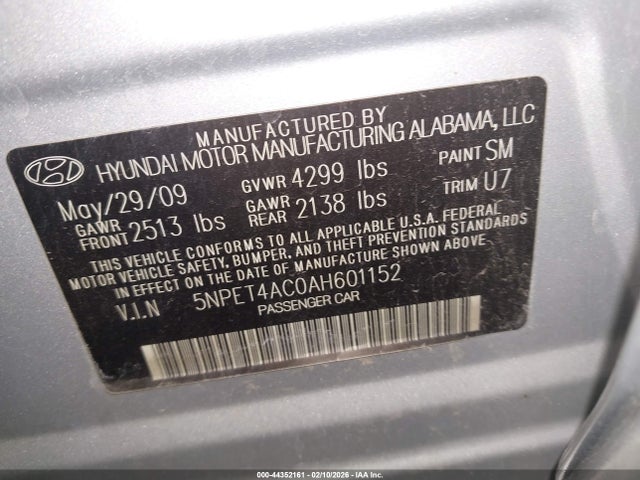 MANUFACTURED BY
HYUNDAI MOTOR MANUFACTURING ALABAMA, LLC
May/29/09 GVWR 4299 lbs PAINT SM
GAWR FRONT 2513 lbs GAWR REAR 2138 lbs TRIM U7
THIS VEHICLE CONFORMS TO ALL APPLICABLE U.S.A. FEDERAL
MOTOR VEHICLE SAFETY, BUMPER, AND THEFT PREVENTION
STANDARDS IN EFFECT ON THE DATE OF MANUFACTURE SHOWN ABOVE
V.I.N 5NPET4AC0AH601152
PASSENGER CAR
000-44352161 - 02/10/2026 - IAAI, Inc.